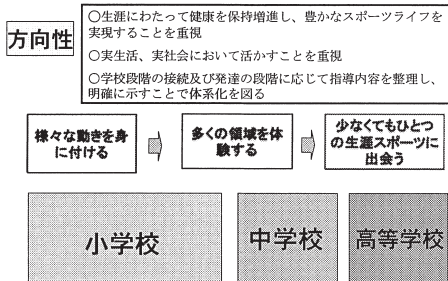 方向性
○生涯にわたって健康を保持増進し、豊かなスポーツライフを
実現することを重視
○実生活、実社会において活かすことを重視
○学校段階の接続及び発達の段階に応じて指導内容を整理し、
明確に示すことで体系化を図る
様々な動きを身
に付ける
多くの領域を体
験する
少なくてもひとつ
の生涯スポーツに
出会う
小学校
中学校
高等学校